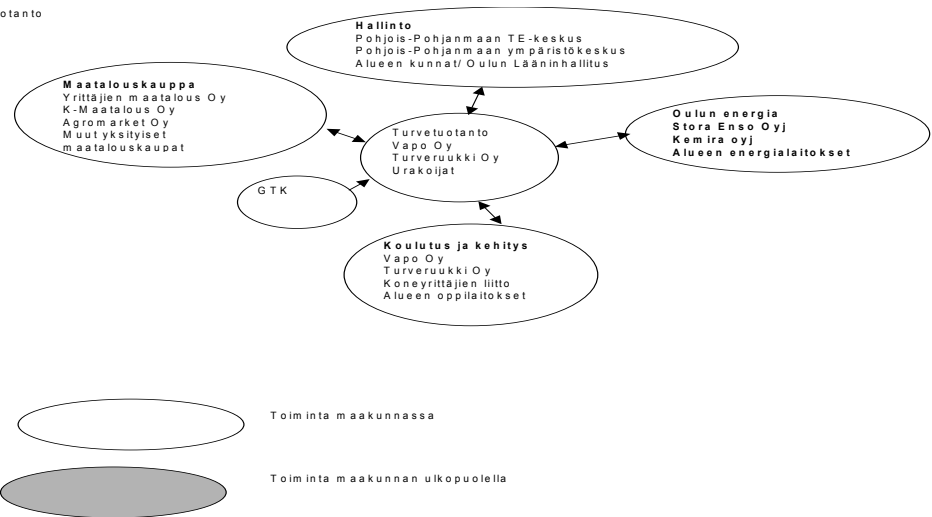 otanto
Hallinto
Pohjois-Pohjanmaan TE-keskus
Pohjois-Pohjanmaan ympäristökeskus
Alueen kunnat/ Oulun Lääninhallitus
Maatalouskauppa
Yrittäjien maatalous Oy
K-Maatalous Oy
Agromarket Oy
Muut yksityiset
maatalouskaupat
Turvetuotanto
Vapo Oy
Turveruukki Oy
Urakoijat
Oulun energia
Stora Enso Oyj
Kemira oyj
Alueen energialaitokset
GTK
Koulutus ja kehitys
Vapo Oy
Turveruukki Oy
Koneyrittäjien liitto
Alueen oppilaitokset
Toiminta maakunnassa
Toiminta maakunnan ulkopuolella